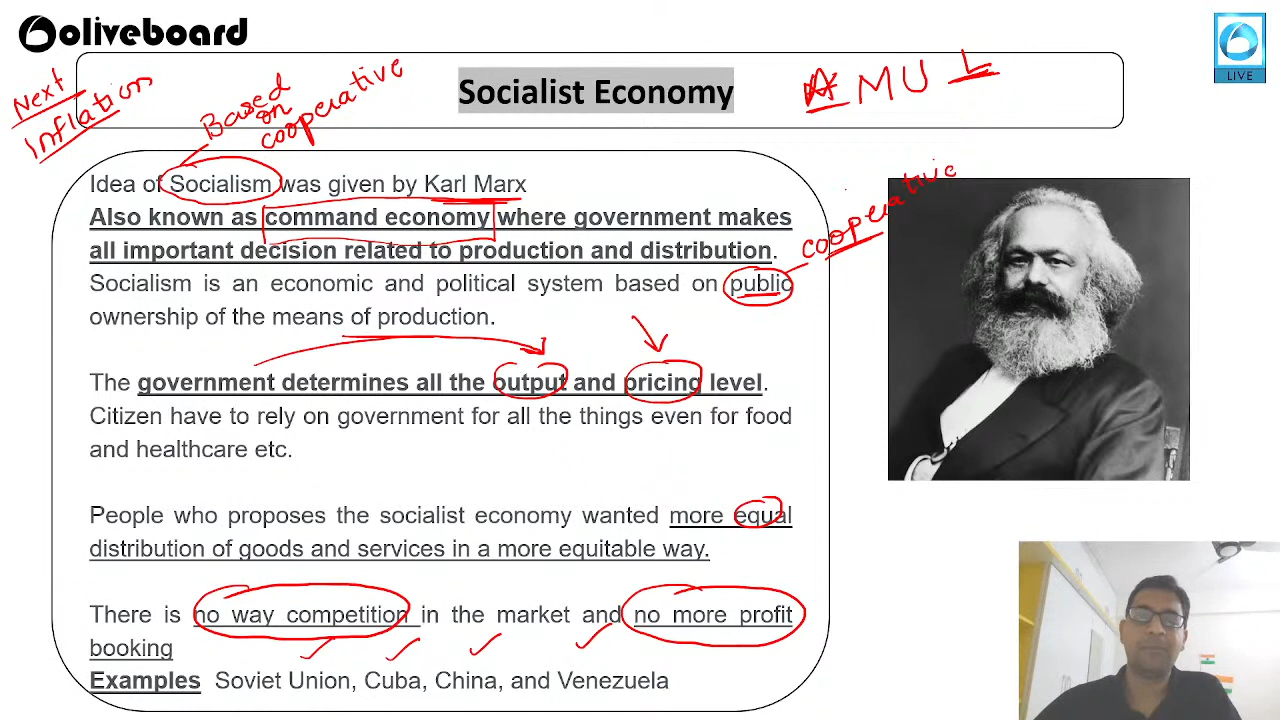 oliveboard
LIVE
Socialist Economy
AMUL
Next
Inflation
Based
on
cooperative
Idea of Socialism was given by Karl Marx
Also known as command economy where government makes
all important decision related to production and distribution.
Socialism is an economic and political system based on public
cooperative
ownership of the means of production.
The government determines all the output and pricing level.
Citizen have to rely on government for all the things even for food
and healthcare etc.
People who proposes the socialist economy wanted more equal
distribution of goods and services in a more equitable way.
There is no way competition in the market and no more profit
booking
Examples Soviet Union, Cuba, China, and Venezuela